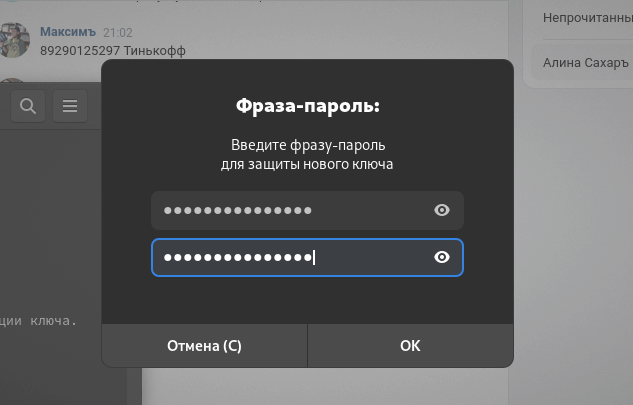 Максимъ 21:02
89290125297 Тинькофф
Непрочитанны
Алина Сахаръ
Фраза-пароль:
Введите фразу-пароль
для защиты нового ключа
●●●●●●●●●●●●●●●
●●●●●●●●●●●●●●●
ции ключа.
Отмена (C)
OK